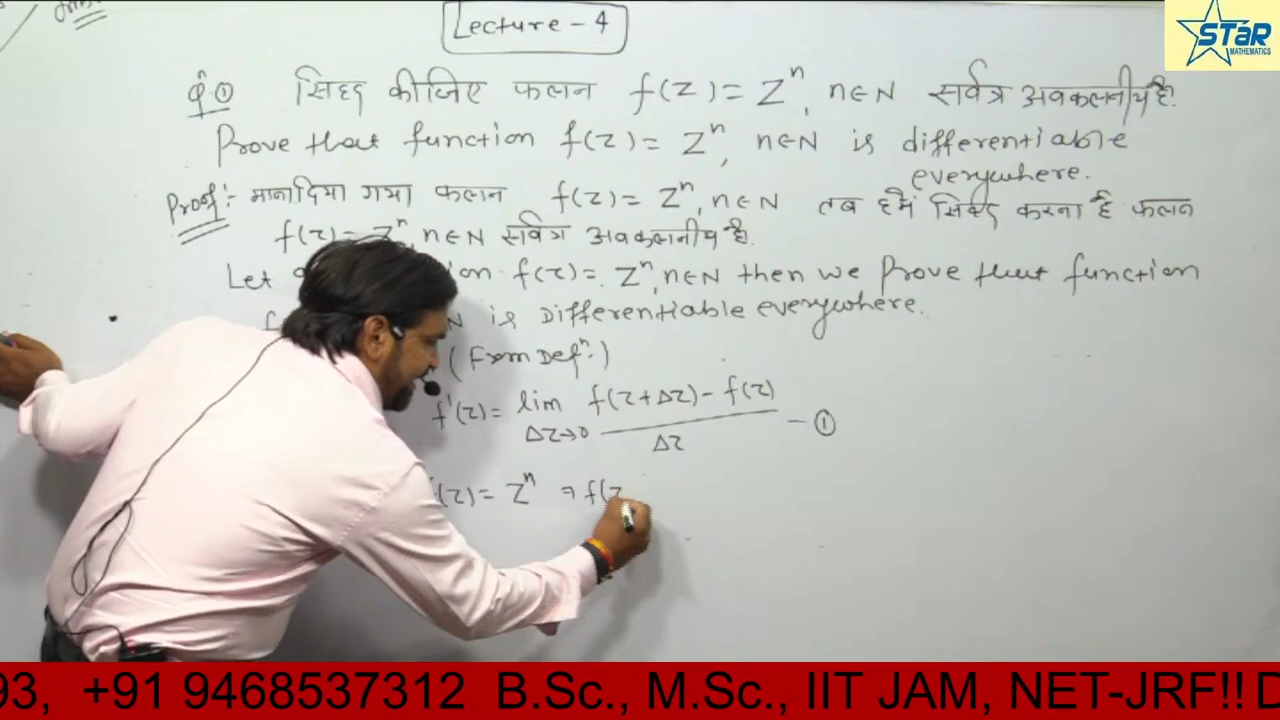 Lecture - 4
STAR
MATHEMATICS
Q ① सिद्द कीजिए फलन f(z) = Zⁿ, n∈N सर्वत्र अवकलनीय है.
Prove that function f(z) = Zⁿ, n∈N is differentiable
everywhere.
Proof:- माना दिया गया फलन f(z) = Zⁿ, n∈N तब हमें सिद्द करना है फलन
f(z) = Zⁿ, n∈N सर्वत्र अवकलनीय है.
Let f(z) = Zⁿ, n∈N then we Prove that function
N is Differentiable everywhere.
(From Defⁿ.)
f'(z) = lim Δz→0 f(z+Δz) - f(z) / Δz - ①
(z) = Zⁿ ⇒ f(z
93, +91 9468537312 B.Sc., M.Sc., IIT JAM, NET-JRF!! D